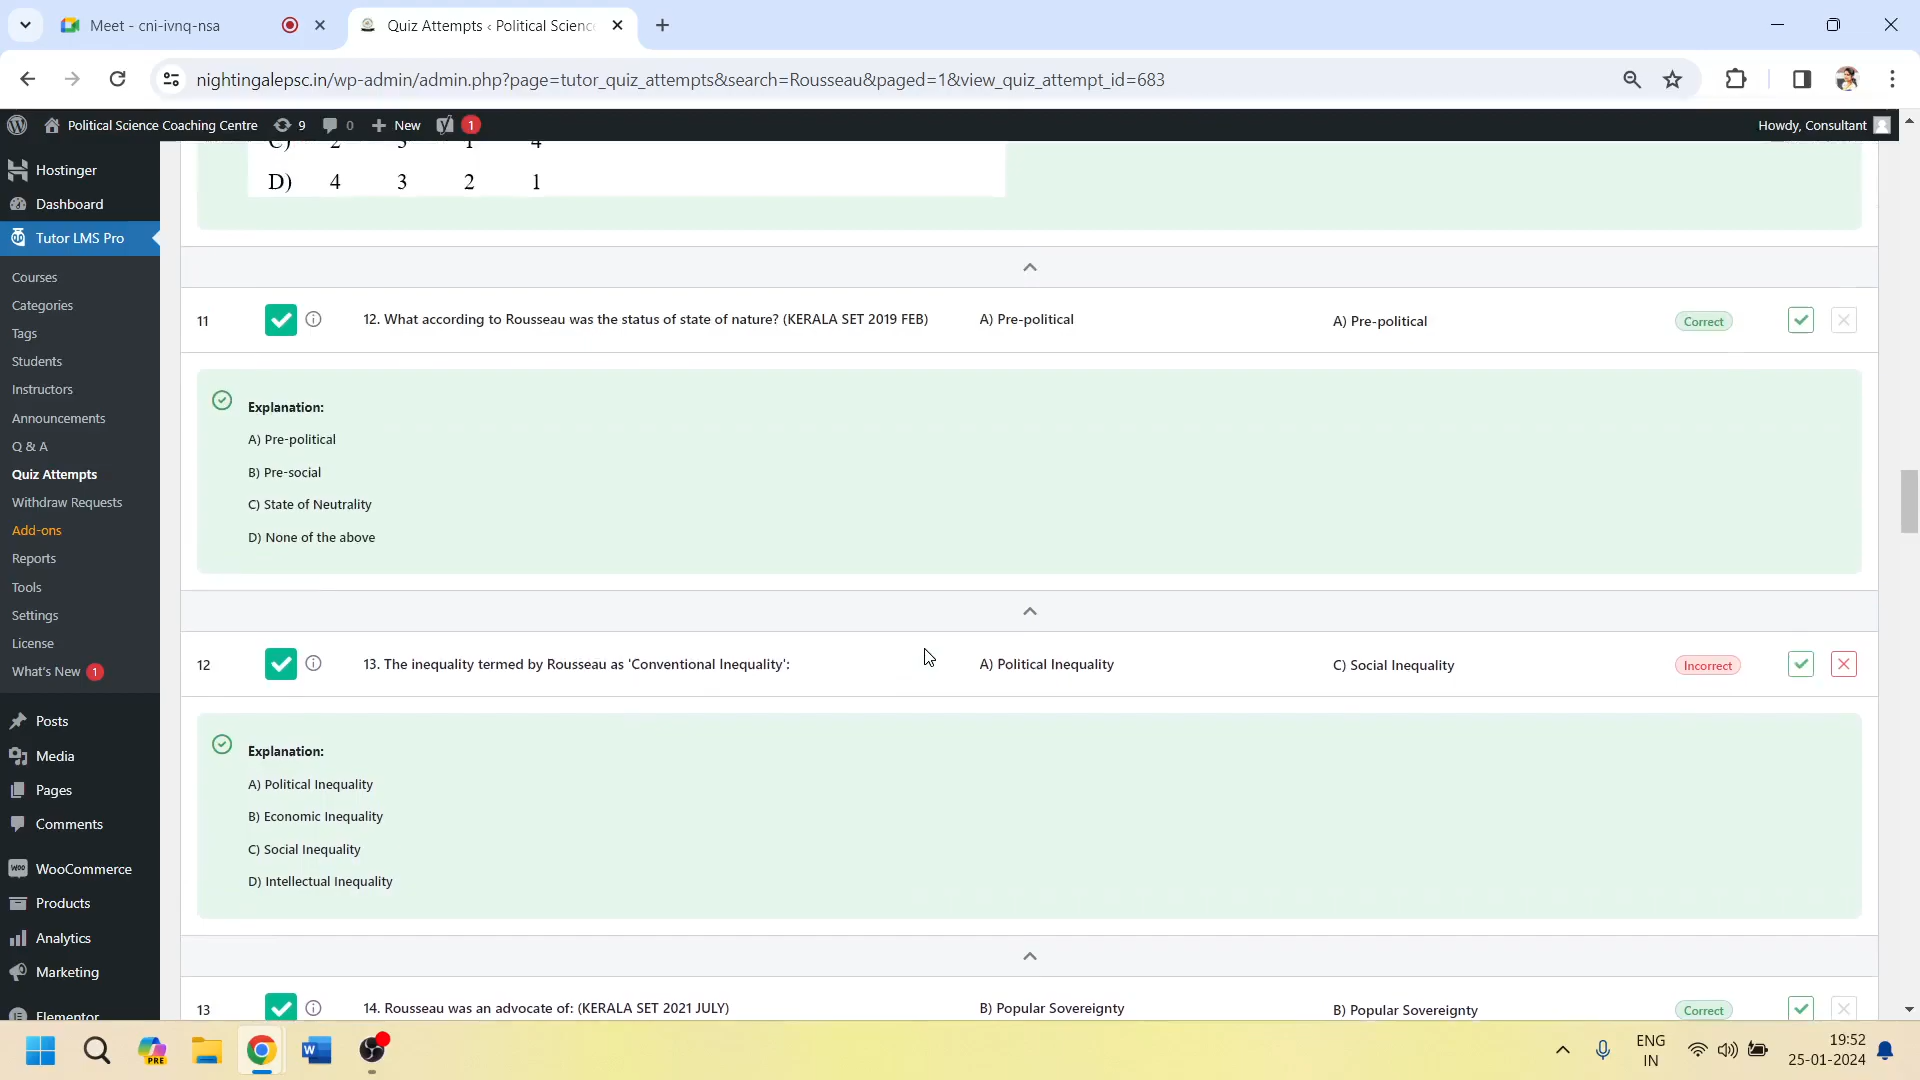 Meet - cni-ivnq-nsa
Quiz Attempts ‹ Political Science
nightingalepsc.in/wp-admin/admin.php?page=tutor_quiz_attempts&search=Rousseau&paged=1&view_quiz_attempt_id=683
Political Science Coaching Centre 9 0 New 1
Howdy, Consultant
Hostinger
Dashboard
Tutor LMS Pro
Courses
Categories
Tags
Students
Instructors
Announcements
Q & A
Quiz Attempts
Withdraw Requests
Add-ons
Reports
Tools
Settings
License
What's New 1
Posts
Media
Pages
Comments
WooCommerce
Products
Analytics
Marketing
Elementor
C) 2 3 1 4
D) 4 3 2 1
11 12. What according to Rousseau was the status of state of nature? (KERALA SET 2019 FEB) A) Pre-political A) Pre-political Correct
Explanation:
A) Pre-political
B) Pre-social
C) State of Neutrality
D) None of the above
12 13. The inequality termed by Rousseau as 'Conventional Inequality': A) Political Inequality C) Social Inequality Incorrect
Explanation:
A) Political Inequality
B) Economic Inequality
C) Social Inequality
D) Intellectual Inequality
13 14. Rousseau was an advocate of: (KERALA SET 2021 JULY) B) Popular Sovereignty B) Popular Sovereignty Correct
PRE
ENG
IN
19:52
25-01-2024